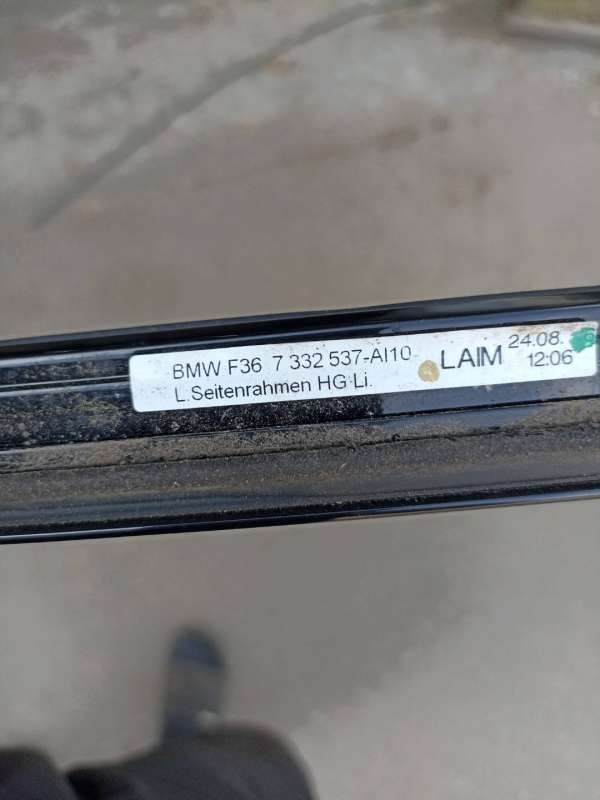 BMW F36 7 332 537-AI10 LAIM 24.08.
L.Seitenrahmen HG Li. 12:06